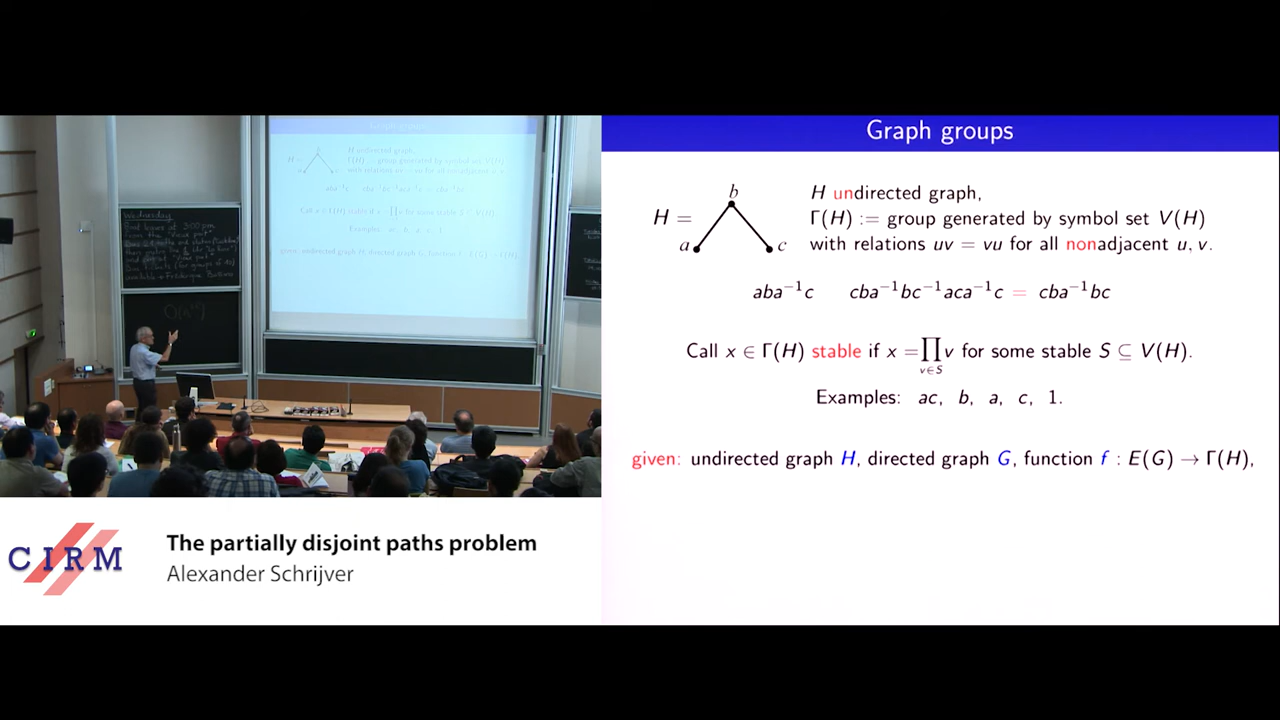 Graph groups
H =
b
a
c
H undirected graph,
Γ(H) := group generated by symbol set V(H)
with relations uv = vu for all nonadjacent u, v.
aba⁻¹c cba⁻¹bc⁻¹aca⁻¹c = cba⁻¹bc
Call x ∈ Γ(H) stable if x = ∏ v for some stable S ⊆ V(H).
v∈S
Examples: ac, b, a, c, 1.
given: undirected graph H, directed graph G, function f : E(G) → Γ(H),
Wednesday
CIRM
The partially disjoint paths problem
Alexander Schrijver